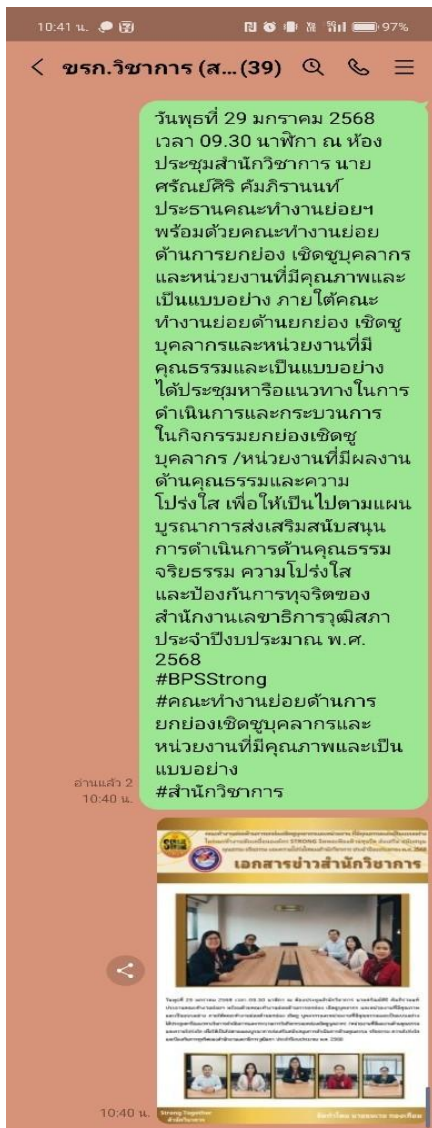 10:41 น.
97%
ขรก.วิชาการ (ส... (39)
วันพุธที่ 29 มกราคม 2568
เวลา 09.30 นาฬิกา ณ ห้อง
ประชุมสำนักวิชาการ นาย
ศรัณย์ศิริ คัมภิรานนท์
ประธานคณะทำงานย่อยฯ
พร้อมด้วยคณะทำงานย่อย
ด้านการยกย่อง เชิดชูบุคลากร
และหน่วยงานที่มีคุณภาพและ
เป็นแบบอย่าง ภายใต้คณะ
ทำงานย่อยด้านยกย่อง เชิดชู
บุคลากรและหน่วยงานที่มี
คุณธรรมและเป็นแบบอย่าง
ได้ประชุมหารือแนวทางในการ
ดำเนินการและกระบวนการ
ในกิจกรรมยกย่องเชิดชู
บุคลากร /หน่วยงานที่มีผลงาน
ด้านคุณธรรมและความ
โปร่งใส เพื่อให้เป็นไปตามแผน
บูรณาการส่งเสริมสนับสนุน
การดำเนินการด้านคุณธรรม
จริยธรรม ความโปร่งใส
และป้องกันการทุจริตของ
สำนักงานเลขาธิการวุฒิสภา
ประจำปีงบประมาณ พ.ศ.
2568
#BPSStrong
#คณะทำงานย่อยด้านการ
ยกย่องเชิดชูบุคลากรและ
หน่วยงานที่มีคุณภาพและเป็น
แบบอย่าง
#สำนักวิชาการ
อ่านแล้ว 2
10:40 น.
เอกสารข่าวสำนักวิชาการ
Strong Together
สำนักวิชาการ
10:40 น.